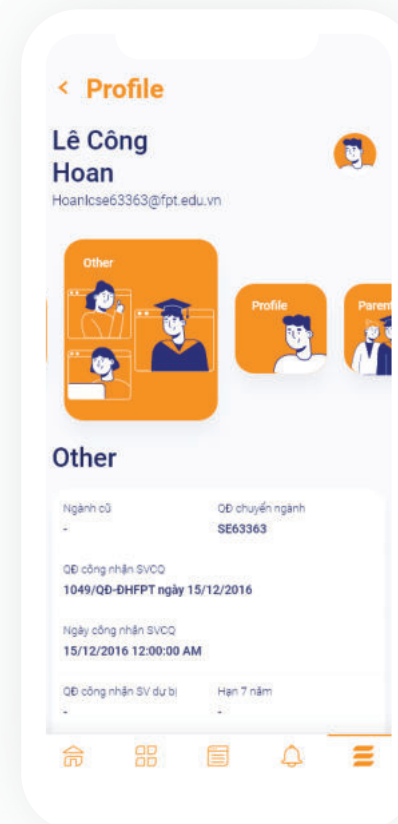 < Profile
Lê Công
Hoan
Hoanlcse63363@fpt.edu.vn
Other
Profile
Paren
Other
Ngành cũ
QĐ chuyển ngành
-
SE63363
QĐ công nhận SVCQ
1049/QĐ-ĐHFPT ngày 15/12/2016
Ngày công nhận SVCQ
15/12/2016 12:00:00 AM
QĐ công nhận SV dự bị
Hạn 7 năm
-
-